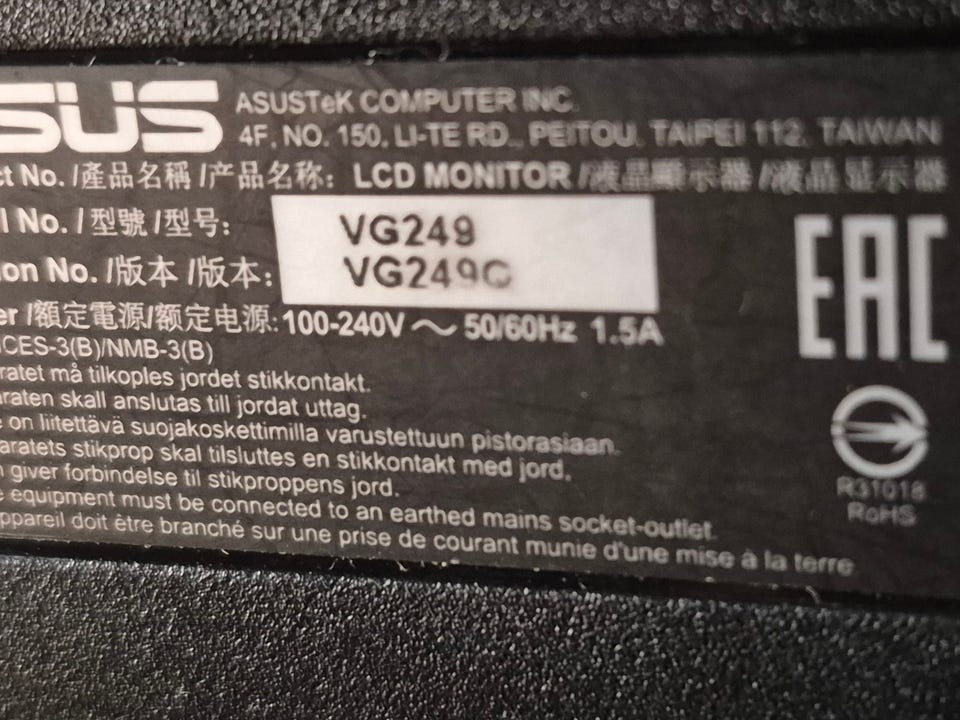 SUS
ASUSTeK COMPUTER INC.
4F, NO. 150, LI-TE RD., PEITOU, TAIPEI 112, TAIWAN
ct No. /產品名稱 /产品名称: LCD MONITOR /液晶顯示器 /液晶显示器
l No. / 型號 /型号: VG249
ion No. /版本 /版本: VG249
er /額定電源/额定电源: 100-240V ～ 50/60Hz 1.5A
CES-3(B)/NMB-3(B)
ratet må tilkoples jordet stikkontakt.
raten skall anslutas till jordat uttag.
e on liitettävä suojakoskettimilla varustettuun pistorasiaan.
aratets stikprop skal tilsluttes en stikkontakt med jord,
n giver forbindelse til stikproppens jord.
e equipment must be connected to an earthed mains socket-outlet.
appareil doit être branché sur une prise de courant munie d'une mise à la terre
EAC
R31018
RoHS